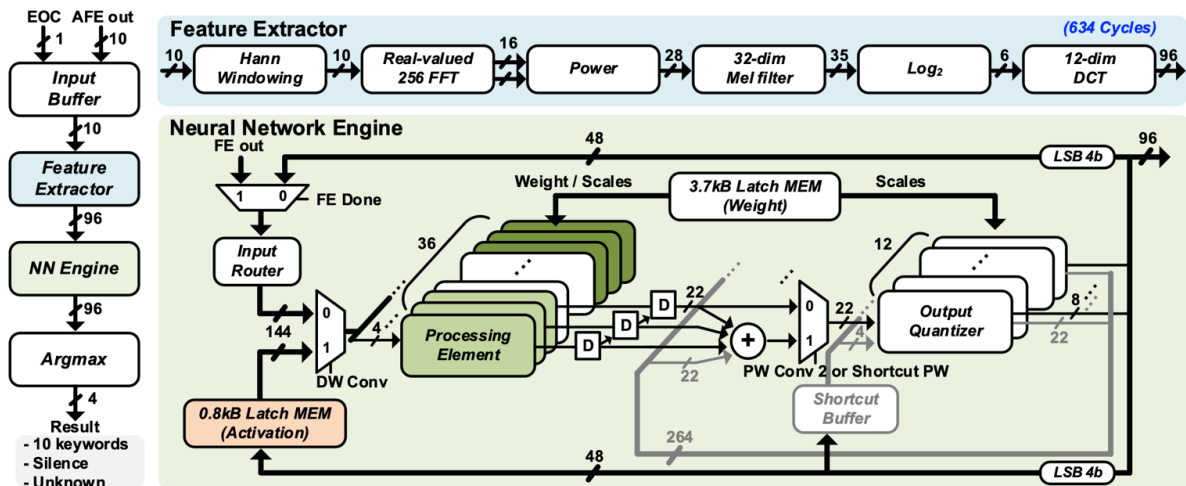 EOC AFE out
1 10
Input
Buffer
10
Feature
Extractor
96
NN Engine
96
Argmax
4
Result
- 10 keywords
- Silence
- Unknown
Feature Extractor
(634 Cycles)
10
Hann
Windowing
10
Real-valued
256 FFT
16
Power
28
32-dim
Mel filter
35
Log2
6
12-dim
DCT
96
Neural Network Engine
FE out
48
LSB 4b
96
1 0
FE Done
Weight / Scales
3.7kB Latch MEM
(Weight)
Scales
Input
Router
36
12
144
0
1
4
DW Conv
Processing
Element
D
D
D
22
22
+
0
1
22
4
PW Conv 2 or Shortcut PW
Output
Quantizer
8
22
0.8kB Latch MEM
(Activation)
Shortcut
Buffer
264
48
LSB 4b